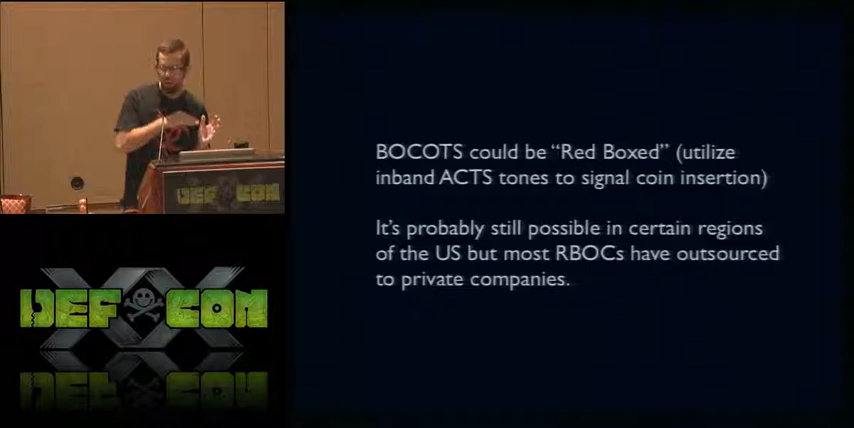 BOCOTS could be “Red Boxed” (utilize
inband ACTS tones to signal coin insertion)
It’s probably still possible in certain regions
of the US but most RBOCs have outsourced
to private companies.
DEF CON
DEF CON
XX